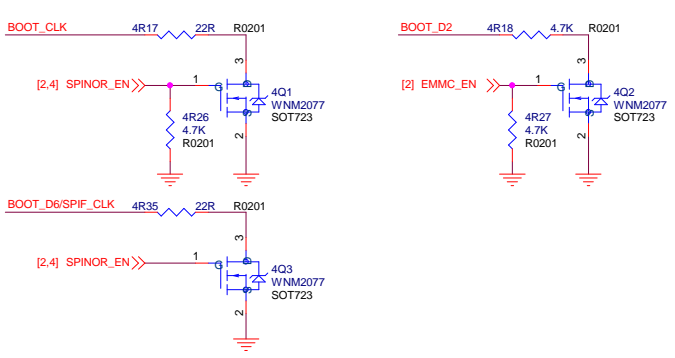 BOOT_CLK 4R17 22R R0201
3
[2,4] SPINOR_EN 1 G D S
4Q1
WNM2077
SOT723
4R26
4.7K
R0201
2
BOOT_D2 4R18 4.7K R0201
3
[2] EMMC_EN 1 G D S
4Q2
WNM2077
SOT723
4R27
4.7K
R0201
2
BOOT_D6/SPIF_CLK 4R35 22R R0201
3
[2,4] SPINOR_EN 1 G D S
4Q3
WNM2077
SOT723
2